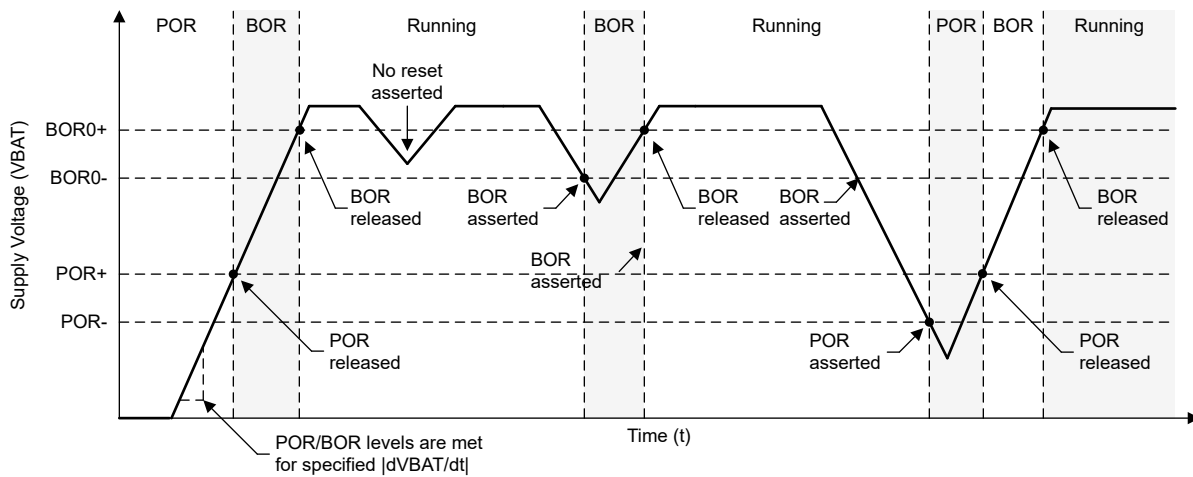 POR
BOR
Running
BOR
Running
POR
BOR
Running
No reset
asserted
Supply Voltage (VBAT)
BOR0+
BOR0-
POR+
POR-
BOR
released
BOR
asserted
BOR
released
BOR
asserted
BOR
released
BOR
asserted
POR
released
POR
asserted
POR
released
POR/BOR levels are met
for specified |dVBAT/dt|
Time (t)